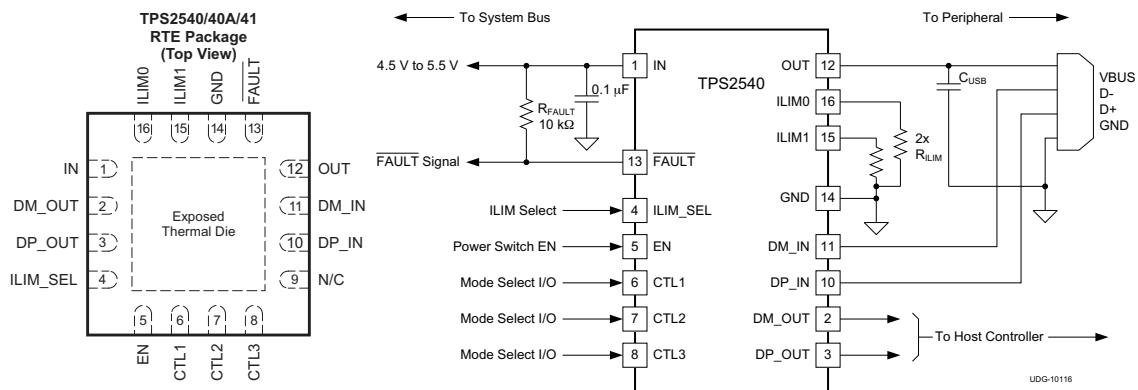 TPS2540/40A/41
RTE Package
(Top View)
ILIM0
ILIM1
GND
FAULT
16
15
14
13
IN
1
12
OUT
DM_OUT
2
11
DM_IN
DP_OUT
3
10
DP_IN
ILIM_SEL
4
9
N/C
Exposed
Thermal Die
5
6
7
8
EN
CTL1
CTL2
CTL3
To System Bus
To Peripheral
4.5 V to 5.5 V
1
IN
OUT
12
TPS2540
0.1 µF
RFAULT
10 kΩ
CUSB
VBUS
D-
D+
GND
ILIM0
16
ILIM1
15
2x
RILIM
FAULT Signal
13
FAULT
GND
14
ILIM Select
4
ILIM_SEL
Power Switch EN
5
EN
DM_IN
11
Mode Select I/O
6
CTL1
DP_IN
10
Mode Select I/O
7
CTL2
DM_OUT
2
Mode Select I/O
8
CTL3
DP_OUT
3
To Host Controller
UDG-10116